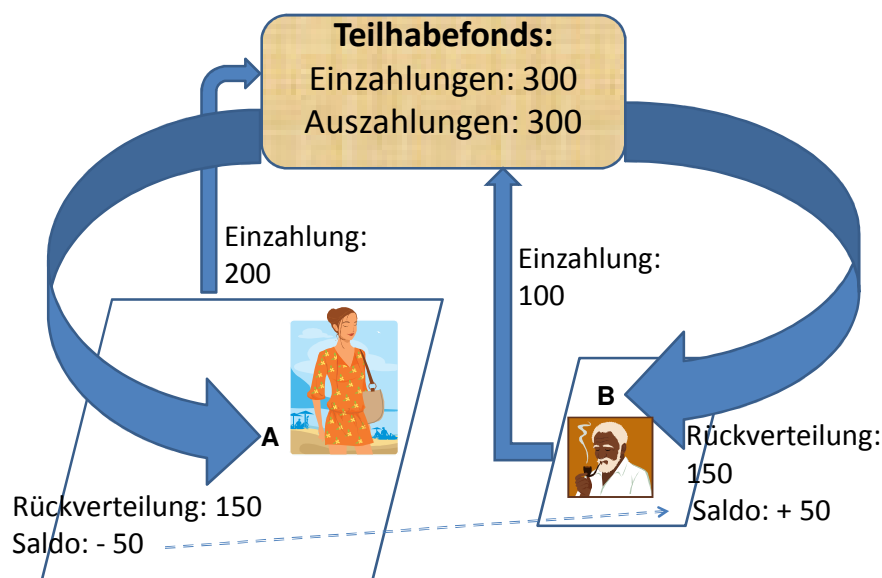 Teilhabefonds:
Einzahlungen: 300
Auszahlungen: 300
Einzahlung:
200
Einzahlung:
100
A
B
Rückverteilung: 150
Saldo: - 50
Rückverteilung:
150
Saldo: + 50